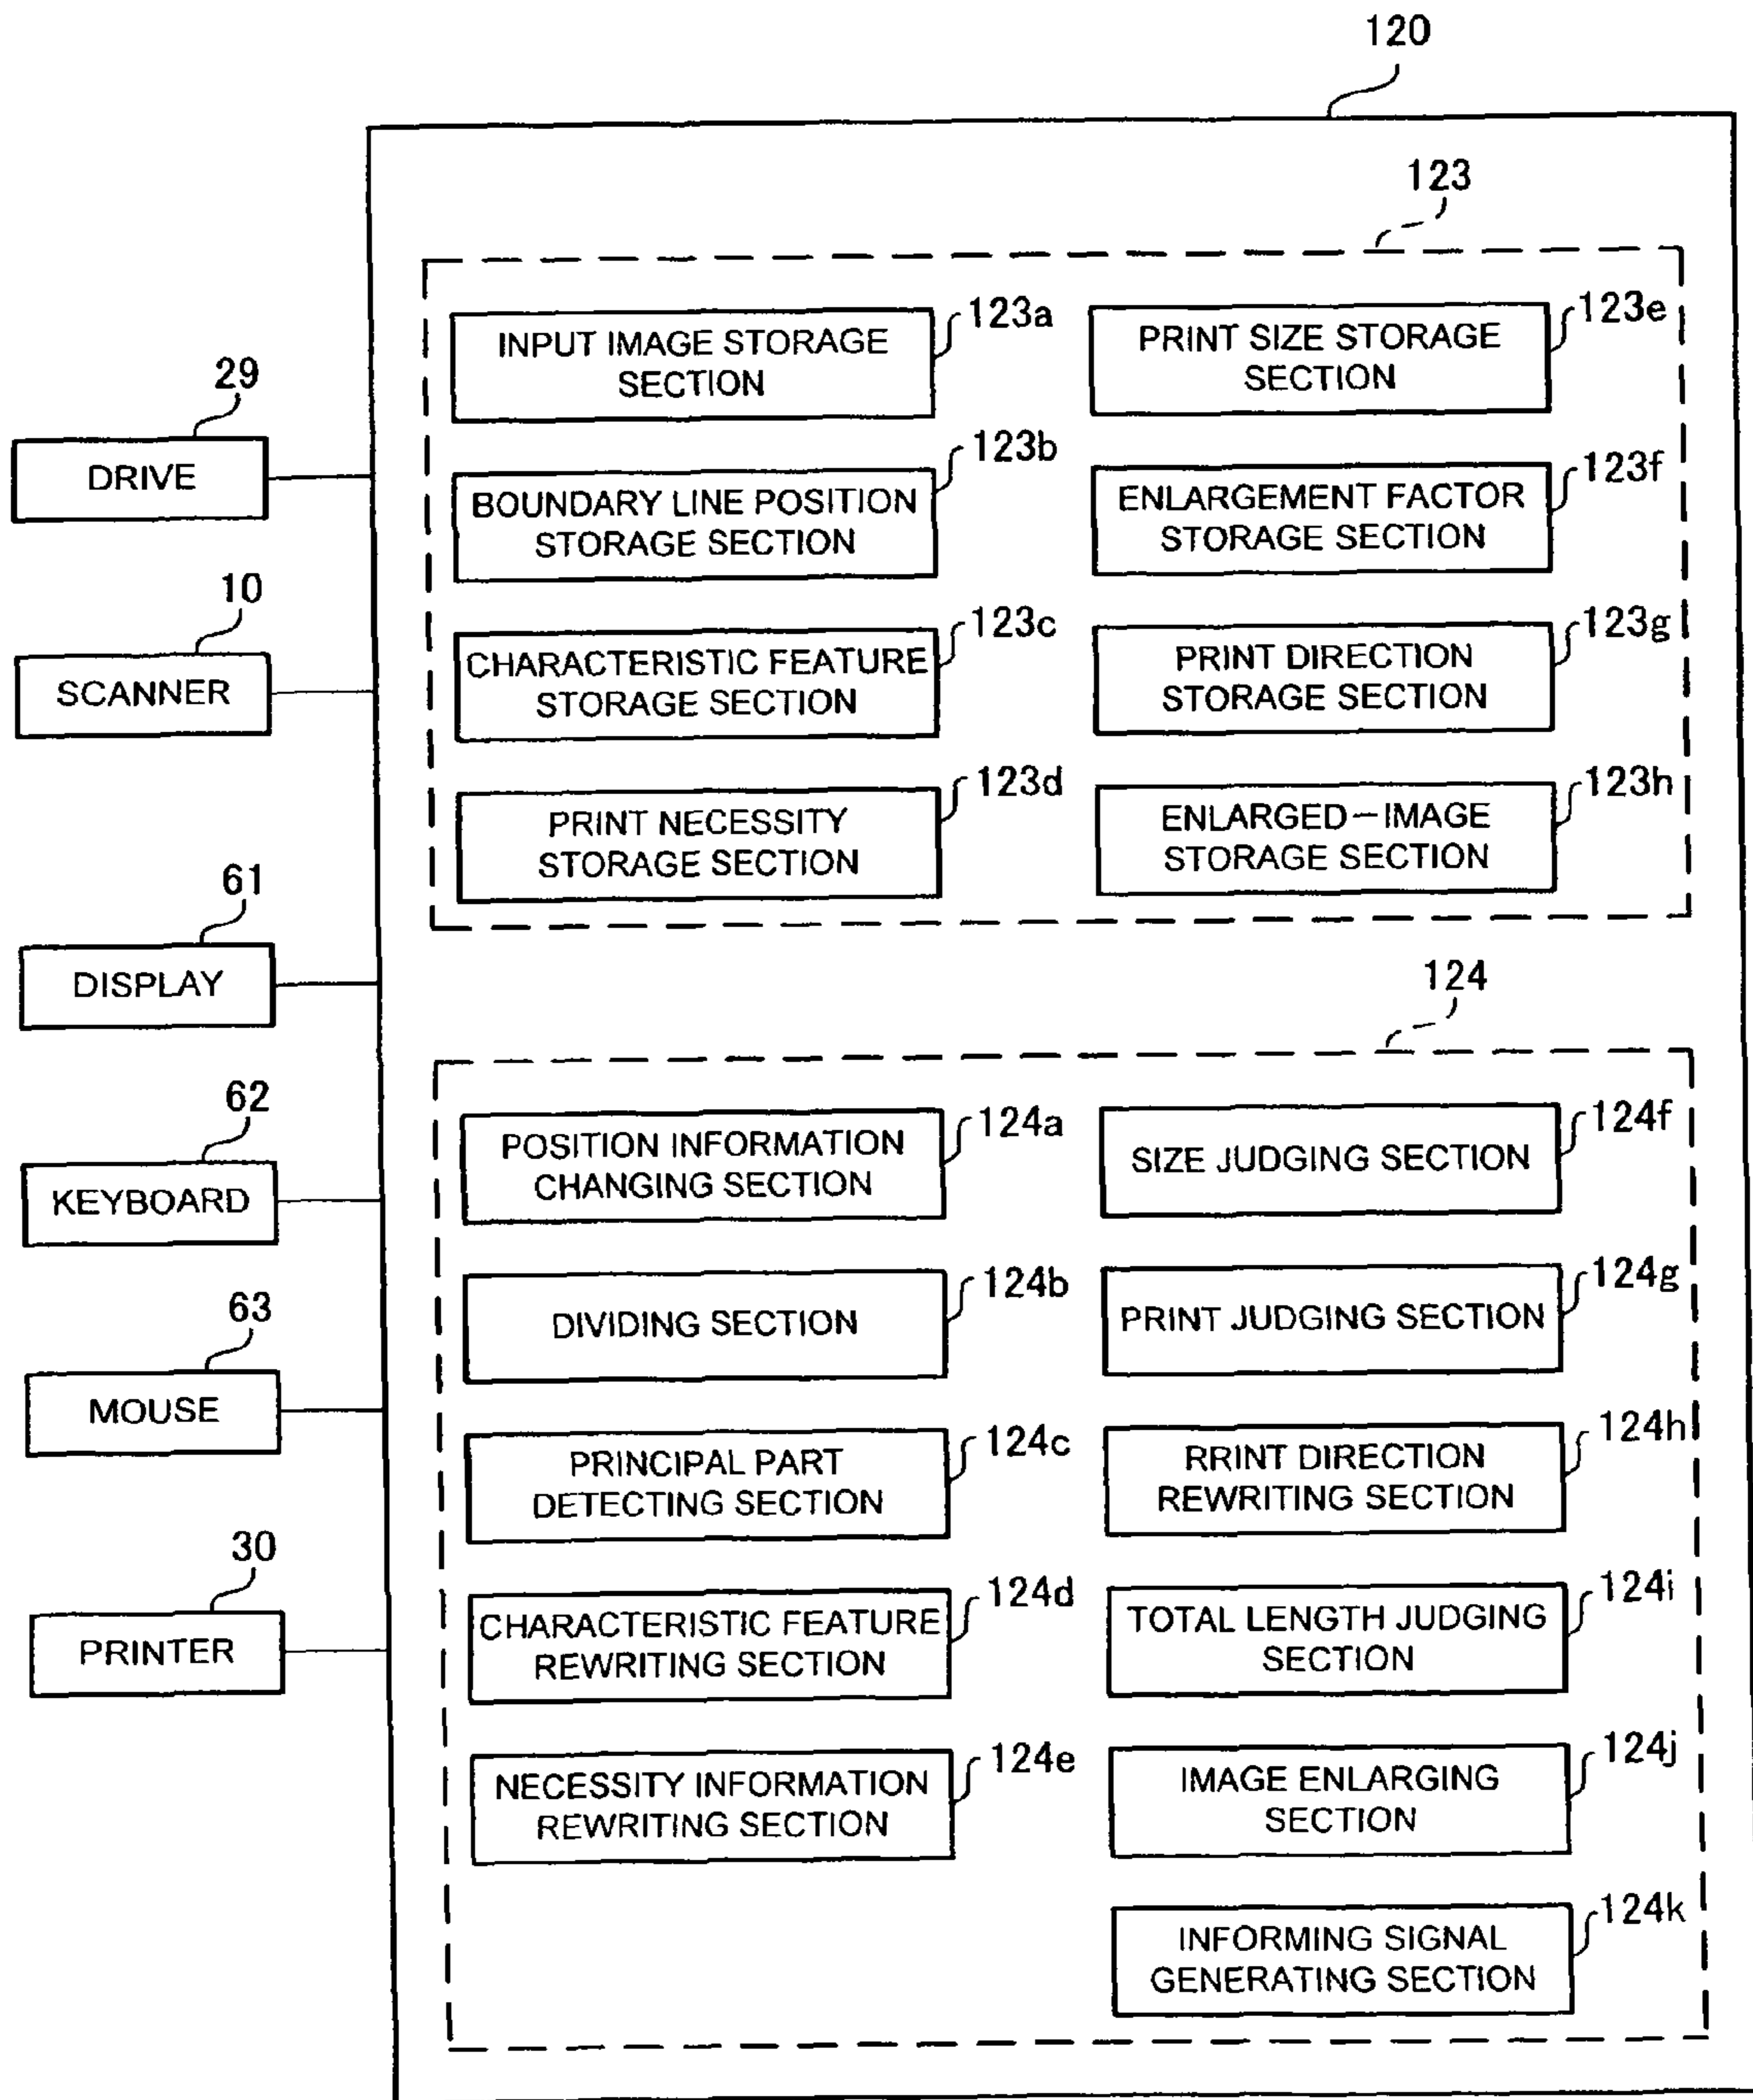 120
123
INPUT IMAGE STORAGE
SECTION
123a
PRINT SIZE STORAGE
SECTION
123e
BOUNDARY LINE POSITION
STORAGE SECTION
123b
ENLARGEMENT FACTOR
STORAGE SECTION
123f
CHARACTERISTIC FEATURE
STORAGE SECTION
123c
PRINT DIRECTION
STORAGE SECTION
123g
PRINT NECESSITY
STORAGE SECTION
123d
ENLARGED-IMAGE
STORAGE SECTION
123h
29
DRIVE
10
SCANNER
61
DISPLAY
62
KEYBOARD
63
MOUSE
30
PRINTER
124
POSITION INFORMATION
CHANGING SECTION
124a
SIZE JUDGING SECTION
124f
DIVIDING SECTION
124b
PRINT JUDGING SECTION
124g
PRINCIPAL PART
DETECTING SECTION
124c
RRINT DIRECTION
REWRITING SECTION
124h
CHARACTERISTIC FEATURE
REWRITING SECTION
124d
TOTAL LENGTH JUDGING
SECTION
124i
NECESSITY INFORMATION
REWRITING SECTION
124e
IMAGE ENLARGING
SECTION
124j
INFORMING SIGNAL
GENERATING SECTION
124k